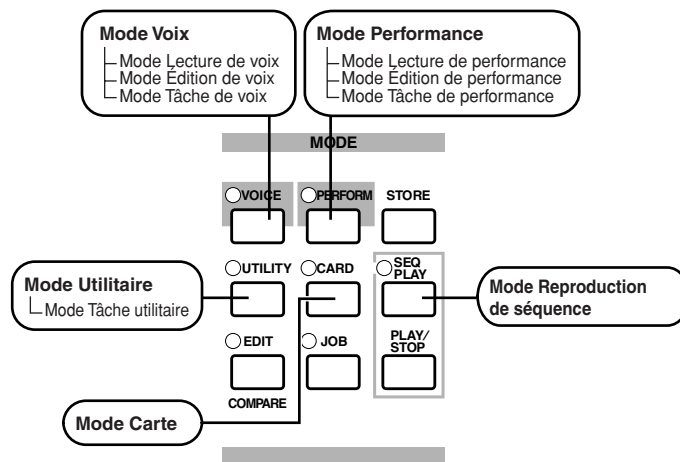 Mode Voix
Mode Lecture de voix
Mode Édition de voix
Mode Tâche de voix
Mode Performance
Mode Lecture de performance
Mode Édition de performance
Mode Tâche de performance
MODE
VOICE
PERFORM
STORE
UTILITY
CARD
SEQ
PLAY
Mode Utilitaire
Mode Tâche utilitaire
Mode Reproduction
de séquence
EDIT
JOB
PLAY/
STOP
COMPARE
Mode Carte